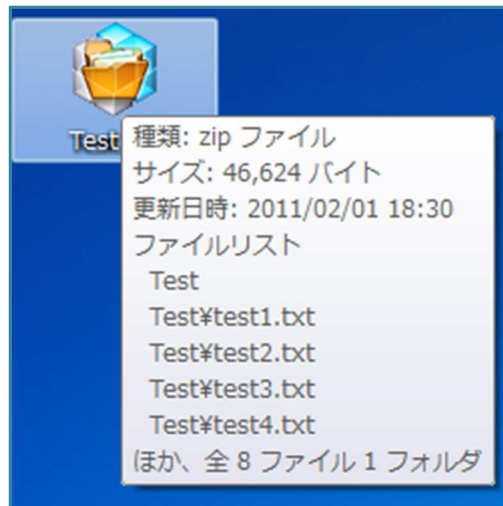 Test
種類: zip ファイル
サイズ: 46,624 バイト
更新日時: 2011/02/01 18:30
ファイルリスト
Test
Test¥test1.txt
Test¥test2.txt
Test¥test3.txt
Test¥test4.txt
ほか、全 8 ファイル 1 フォルダ